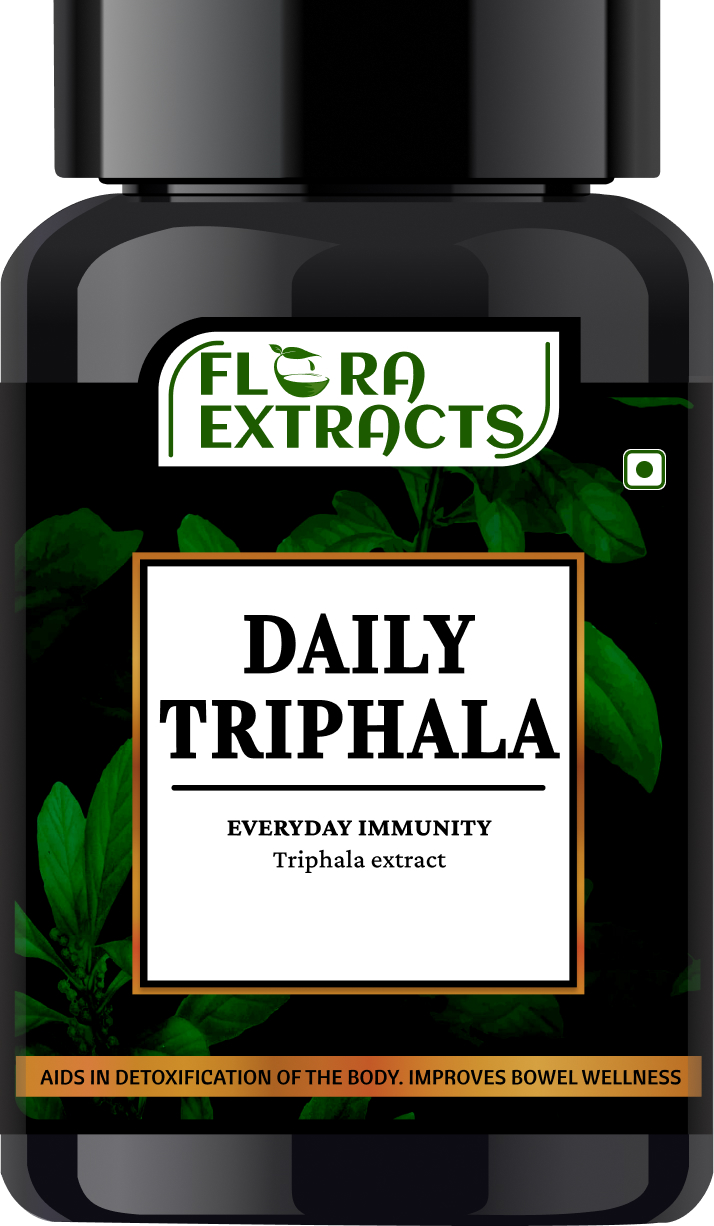 FLORA
EXTRACTS
DAILY
TRIPHALA
EVERYDAY IMMUNITY
Triphala extract
AIDS IN DETOXIFICATION OF THE BODY. IMPROVES BOWEL WELLNESS